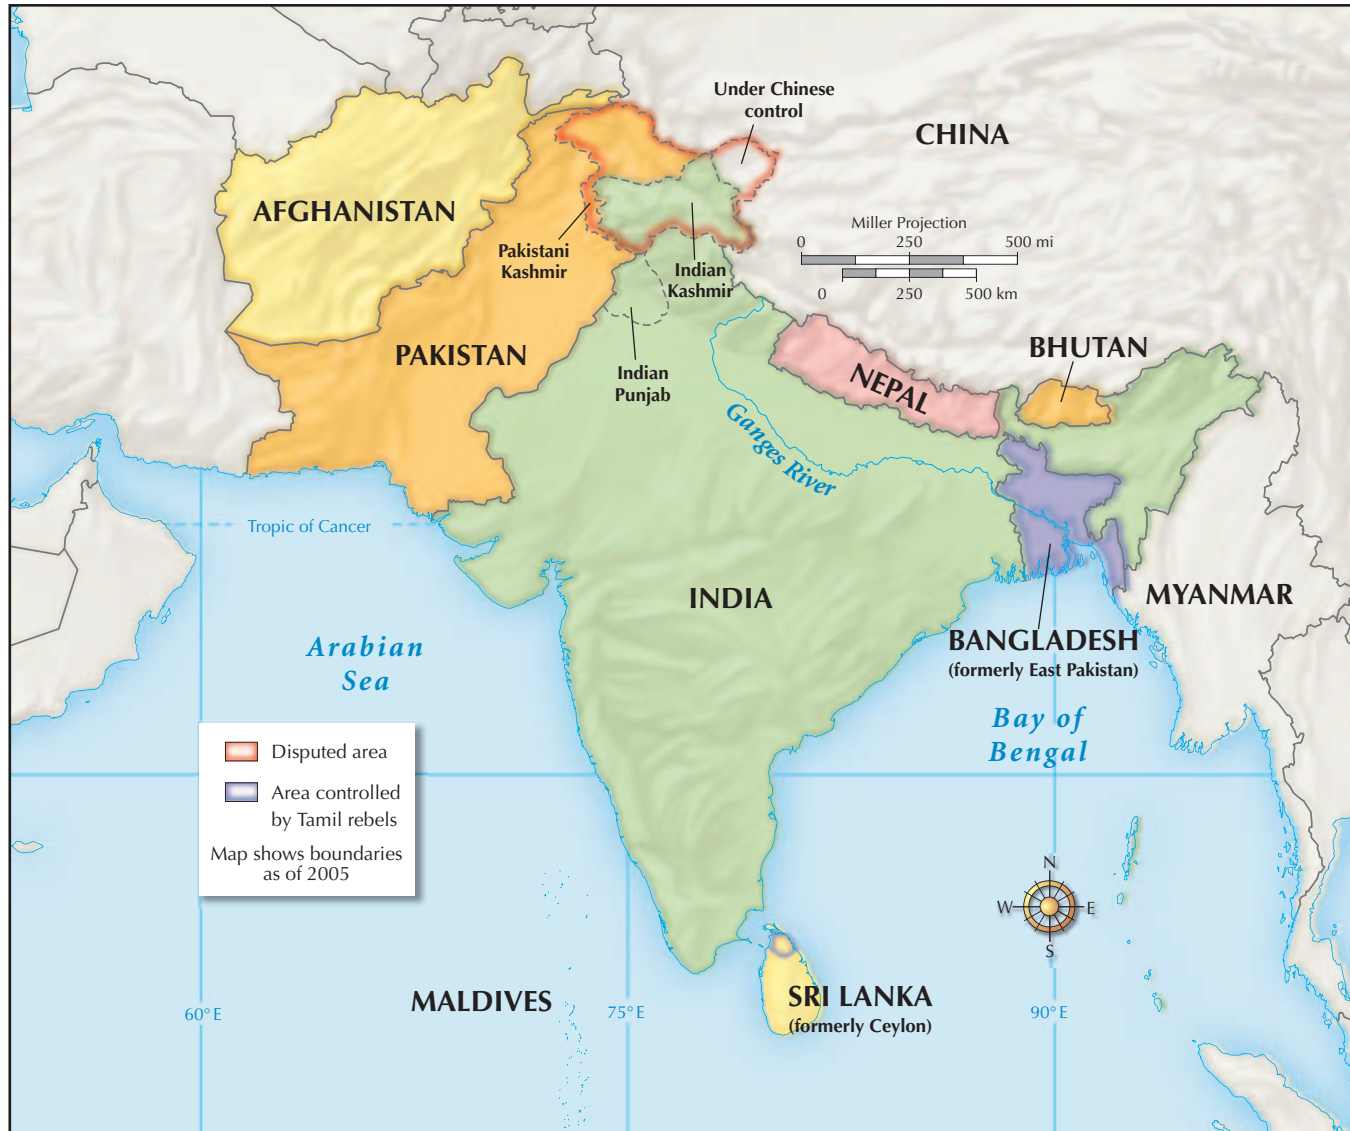 Under Chinese
control
CHINA
AFGHANISTAN
Miller Projection
0 250 500 mi
0 250 500 km
Pakistani
Kashmir
Indian
Kashmir
PAKISTAN
Indian
Punjab
NEPAL
BHUTAN
Ganges River
Tropic of Cancer
INDIA
MYANMAR
BANGLADESH
(formerly East Pakistan)
Arabian
Sea
Bay of
Bengal
Disputed area
Area controlled
by Tamil rebels
Map shows boundaries
as of 2005
N
W E
S
MALDIVES
SRI LANKA
(formerly Ceylon)
60°E
75°E
90°E